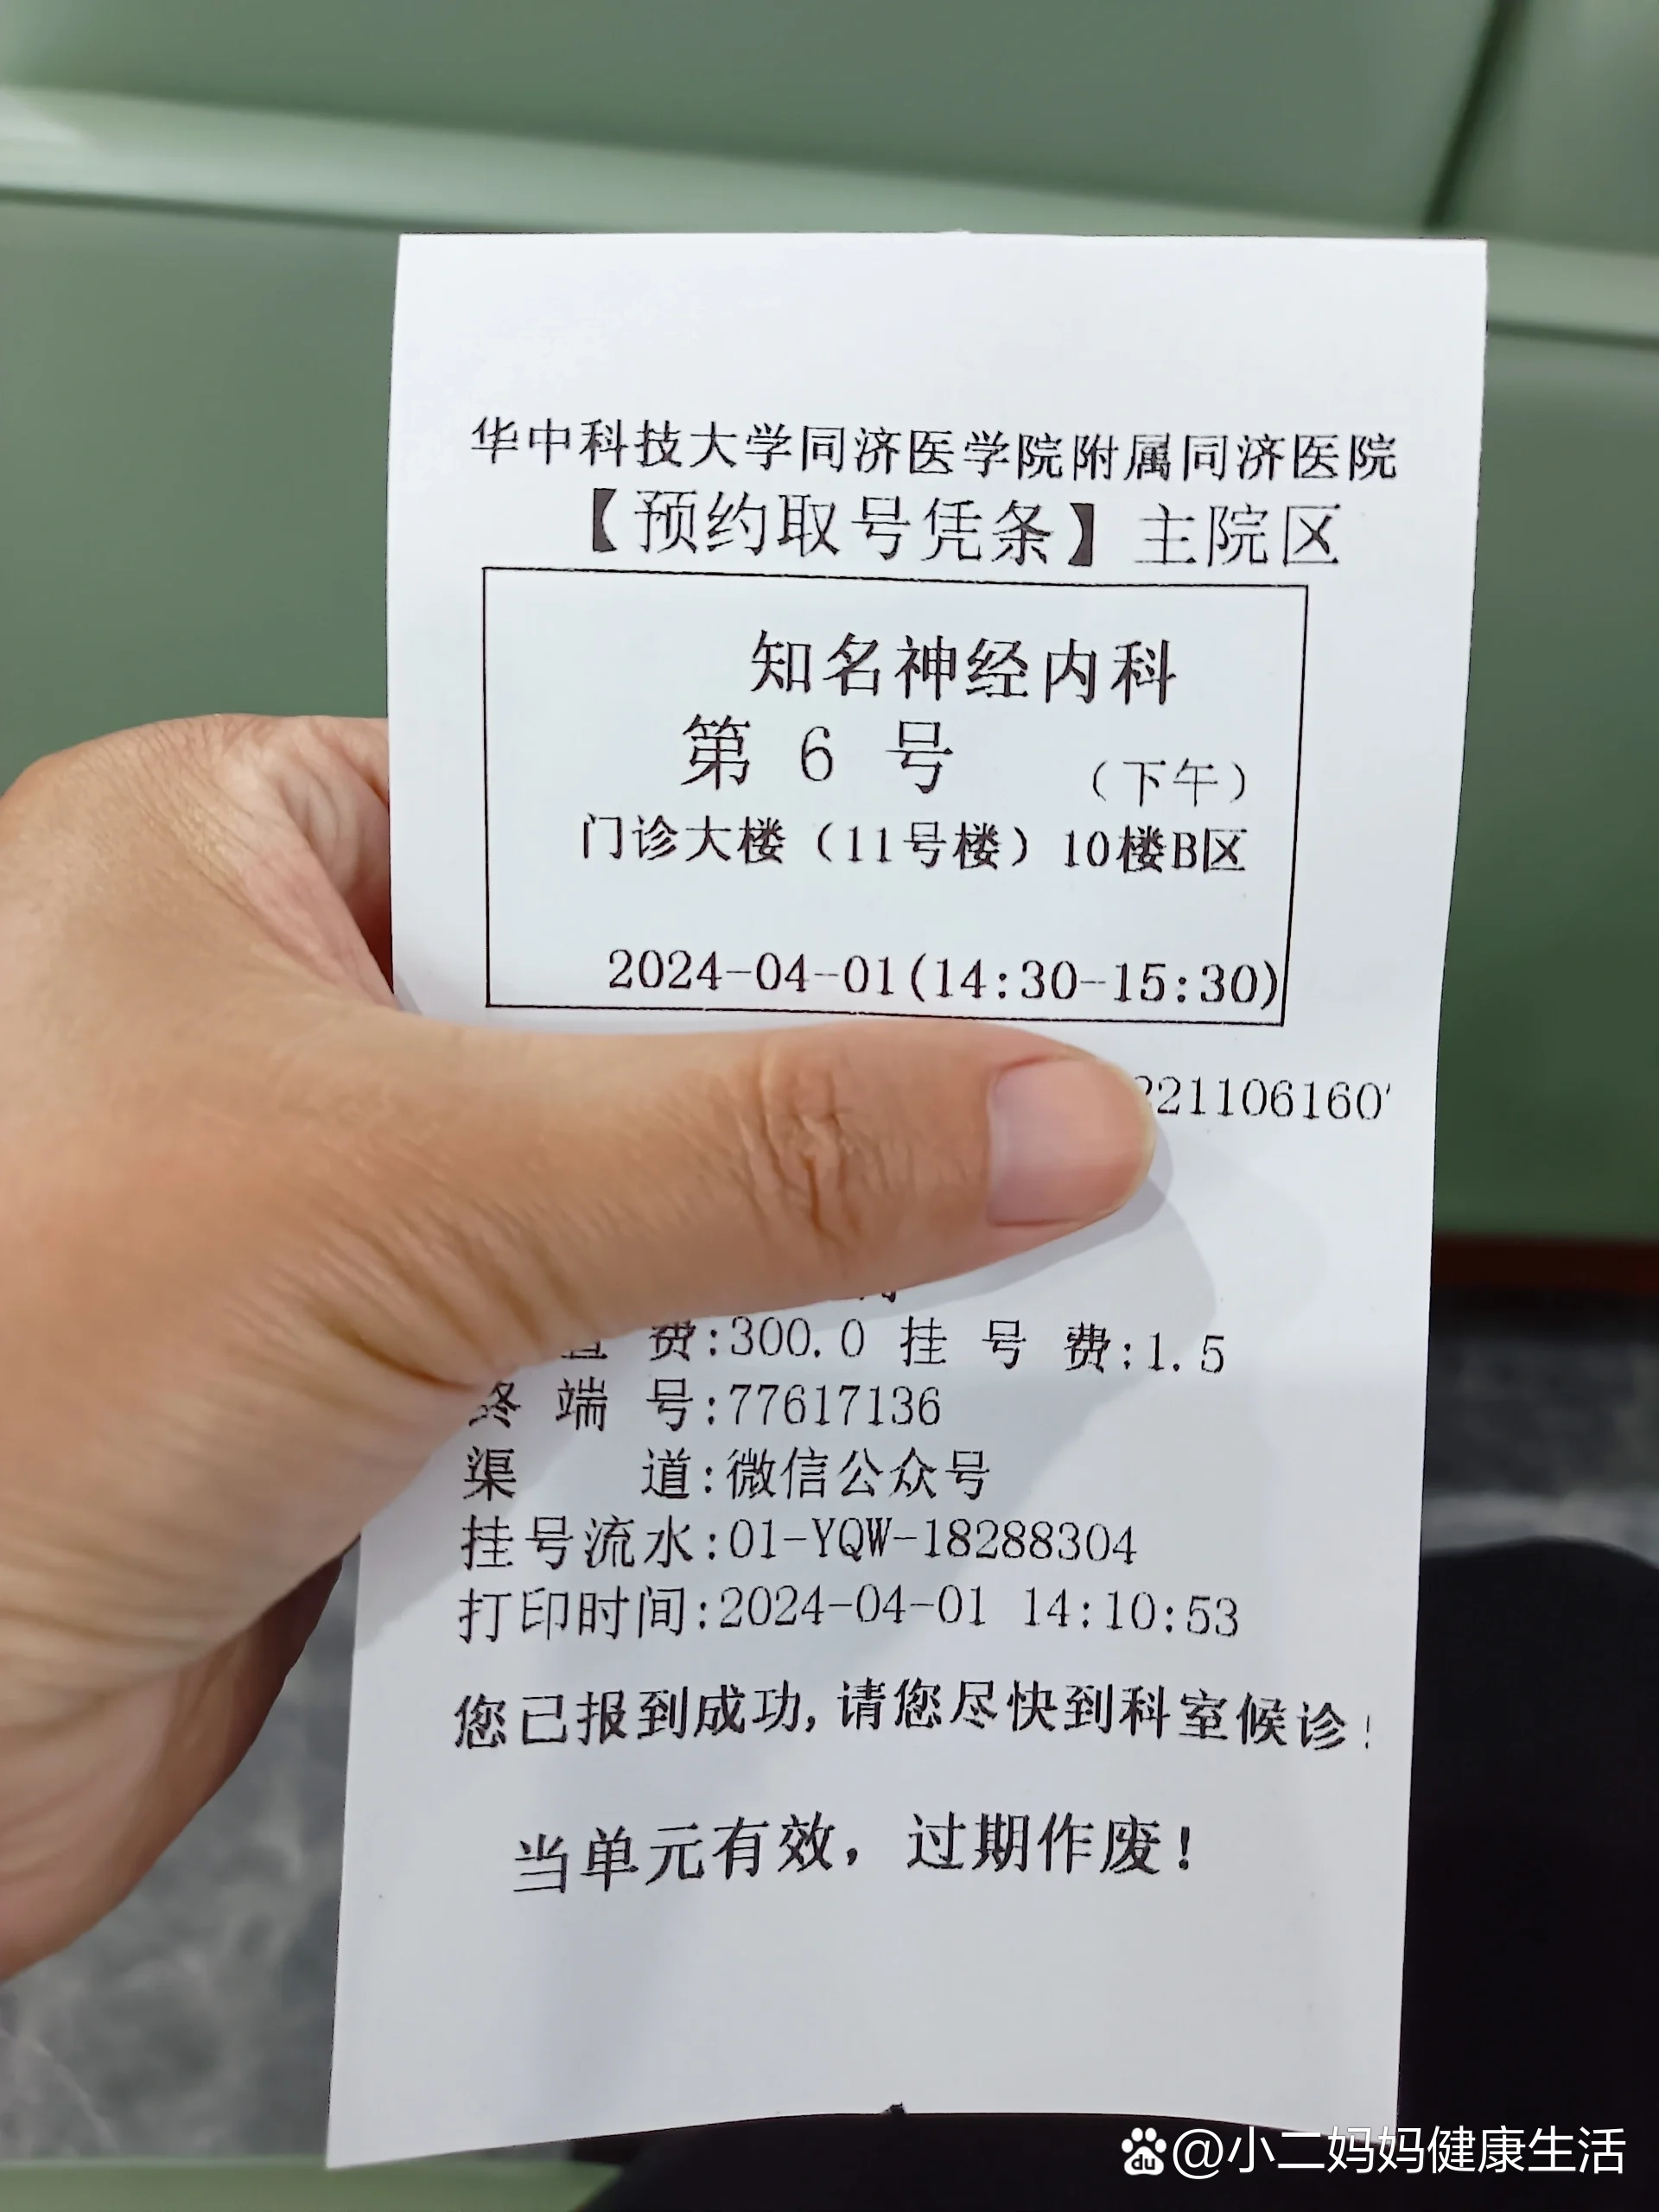 华中科技大学同济医学院附属同济医院
【预约取号凭条】主院区
知名神经内科
第 6 号 （下午）
门诊大楼（11号楼）10楼B区
2024-04-01(14:30-15:30)
221106160
费:300.0 挂 号 费:1.5
终 端 号:77617136
渠 道:微信公众号
挂号流水:01-YQW-18288304
打印时间:2024-04-01 14:10:53
您已报到成功,请您尽快到科室候诊!
当单元有效，过期作废!
du @小二妈妈健康生活